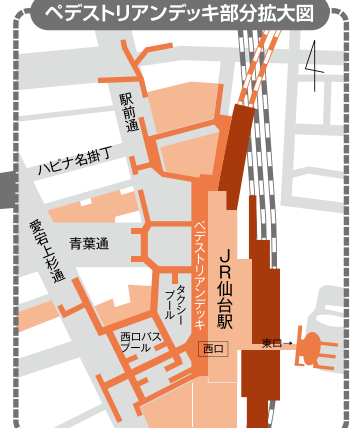 ペデストリアンデッキ部分拡大図
駅前通
ハピナ名掛丁
愛宕上杉通
青葉通
ペデストリアンデッキ
JR仙台駅
タクシー
プール
西口バス
プール
西口
東口→